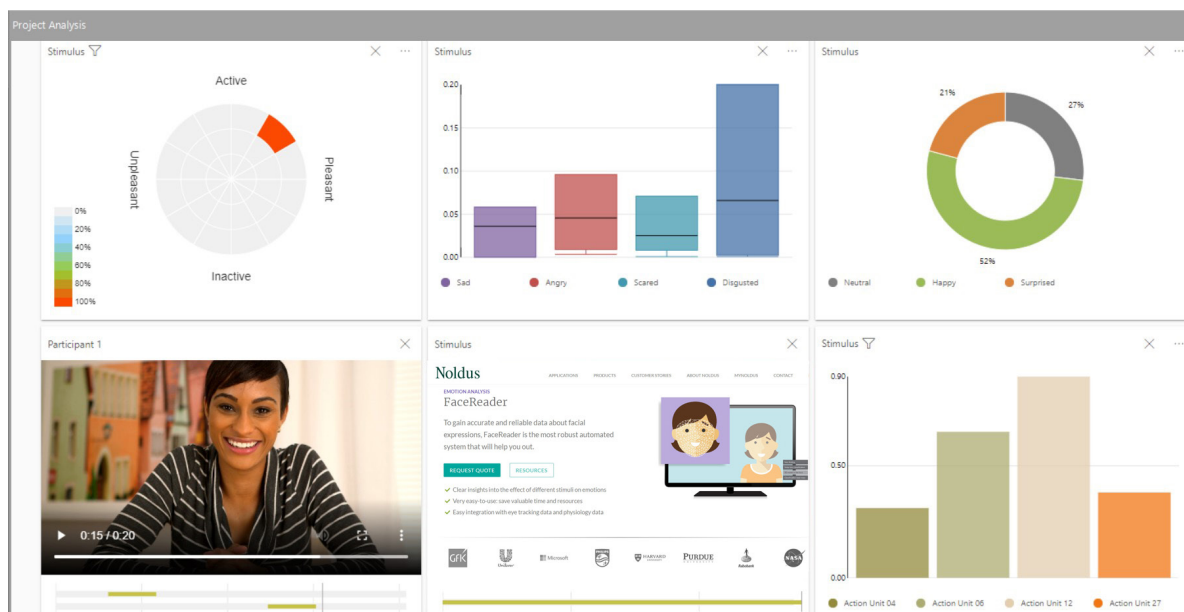 Project Analysis
Stimulus
Active
Unpleasant
Pleasant
Inactive
0%
20%
40%
60%
80%
100%
Stimulus
0.20
0.15
0.10
0.05
0.00
Sad
Angry
Scared
Disgusted
Stimulus
21%
27%
52%
Neutral
Happy
Surprised
Participant 1
0:15 / 0:20
Stimulus
Noldus
APPLICATIONS PRODUCTS CUSTOMER STORIES ABOUT NOLDUS MYNOLDUS CONTACT
EMOTION ANALYSIS
FaceReader
To gain accurate and reliable data about facial
expressions, FaceReader is the most robust automated
system that will help you out.
REQUEST QUOTE RESOURCES
Clear insights into the effect of different stimuli on emotions
Very easy-to-use: save valuable time and resources
Easy integration with eye tracking data and physiology data
GfK
Unilever
Microsoft
HARVARD
PURDUE
Rabobank
NASA
Stimulus
0.90
0.50
0.00
Action Unit 04
Action Unit 06
Action Unit 12
Action Unit 27